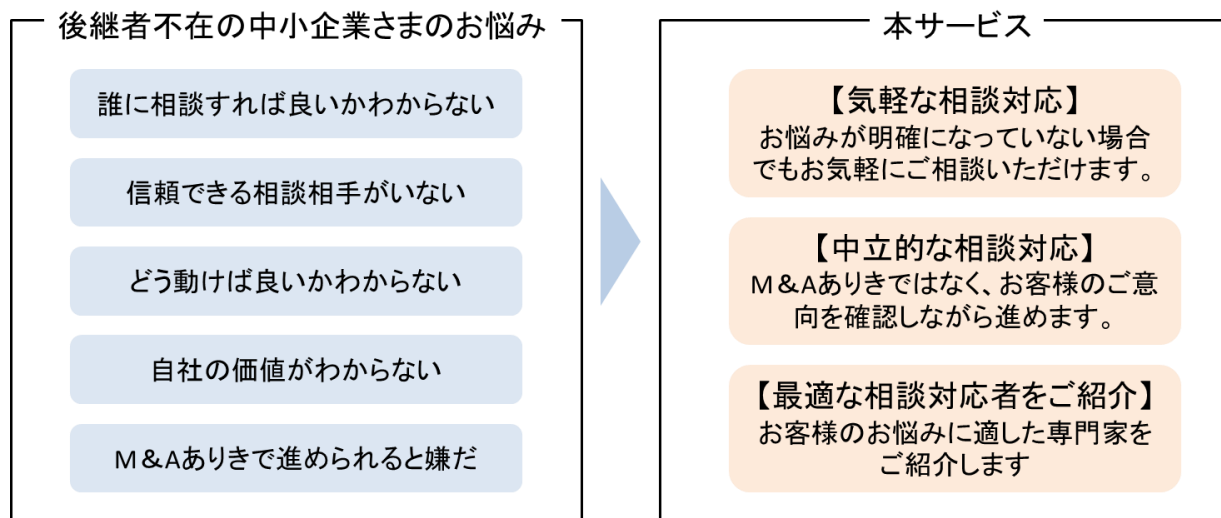 後継者不在の中小企業さまのお悩み
誰に相談すれば良いかわからない
信頼できる相談相手がいない
どう動けば良いかわからない
自社の価値がわからない
M&Aありきで進められると嫌だ
本サービス
【気軽な相談対応】
お悩みが明確になっていない場合
でもお気軽にご相談いただけます。
【中立的な相談対応】
M&Aありきではなく、お客様のご意
向を確認しながら進めます。
【最適な相談対応者をご紹介】
お客様のお悩みに適した専門家を
ご紹介します